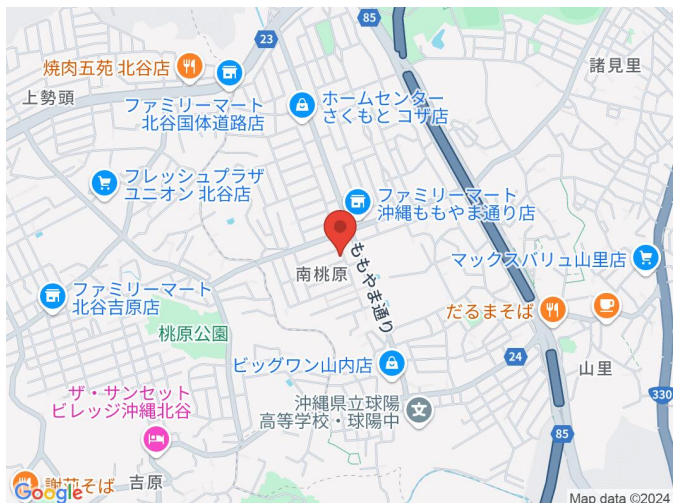 85
23
諸見里
焼肉五苑 北谷店
上勢頭
ファミリーマート
北谷国体道路店
ホームセンター
さくもと コザ店
フレッシュプラザ
ユニオン 北谷店
ファミリーマート
沖縄ももやま通り店
ももやま通り
マックスバリュ山里店
南桃原
ファミリーマート
北谷吉原店
桃原公園
だるまそば
ビッグワン山内店
24
山里
ザ・サンセット
ビレッジ沖縄北谷
沖縄県立球陽
高等学校・球陽中
330
85
吉原
謝苅そば
Google
Map data ©2024